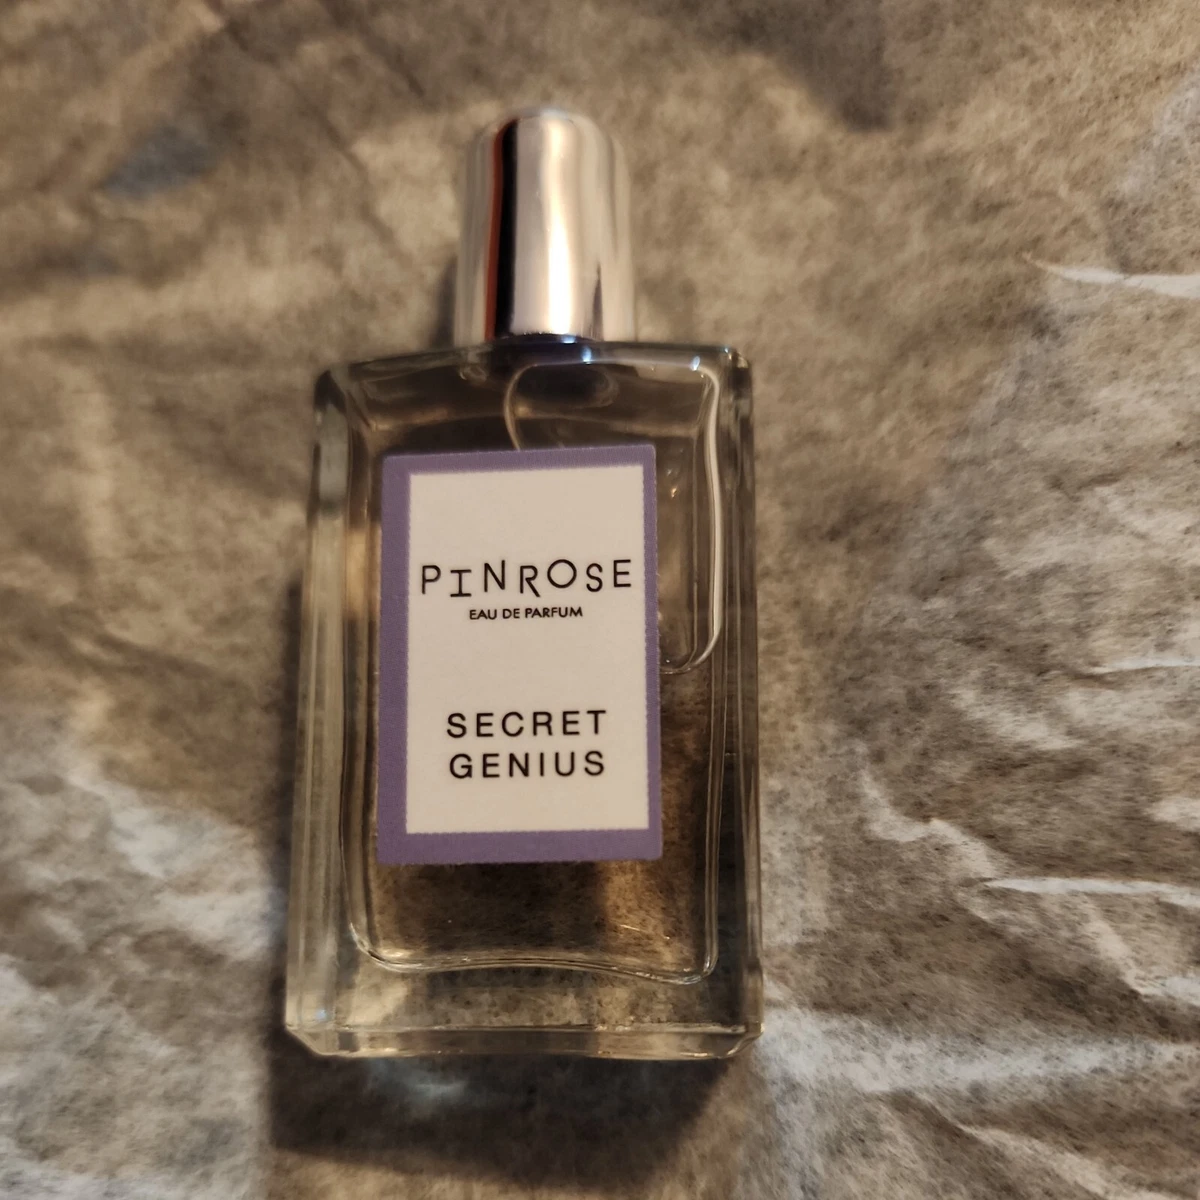 PINROSE
EAU DE PARFUM
SECRET
GENIUS